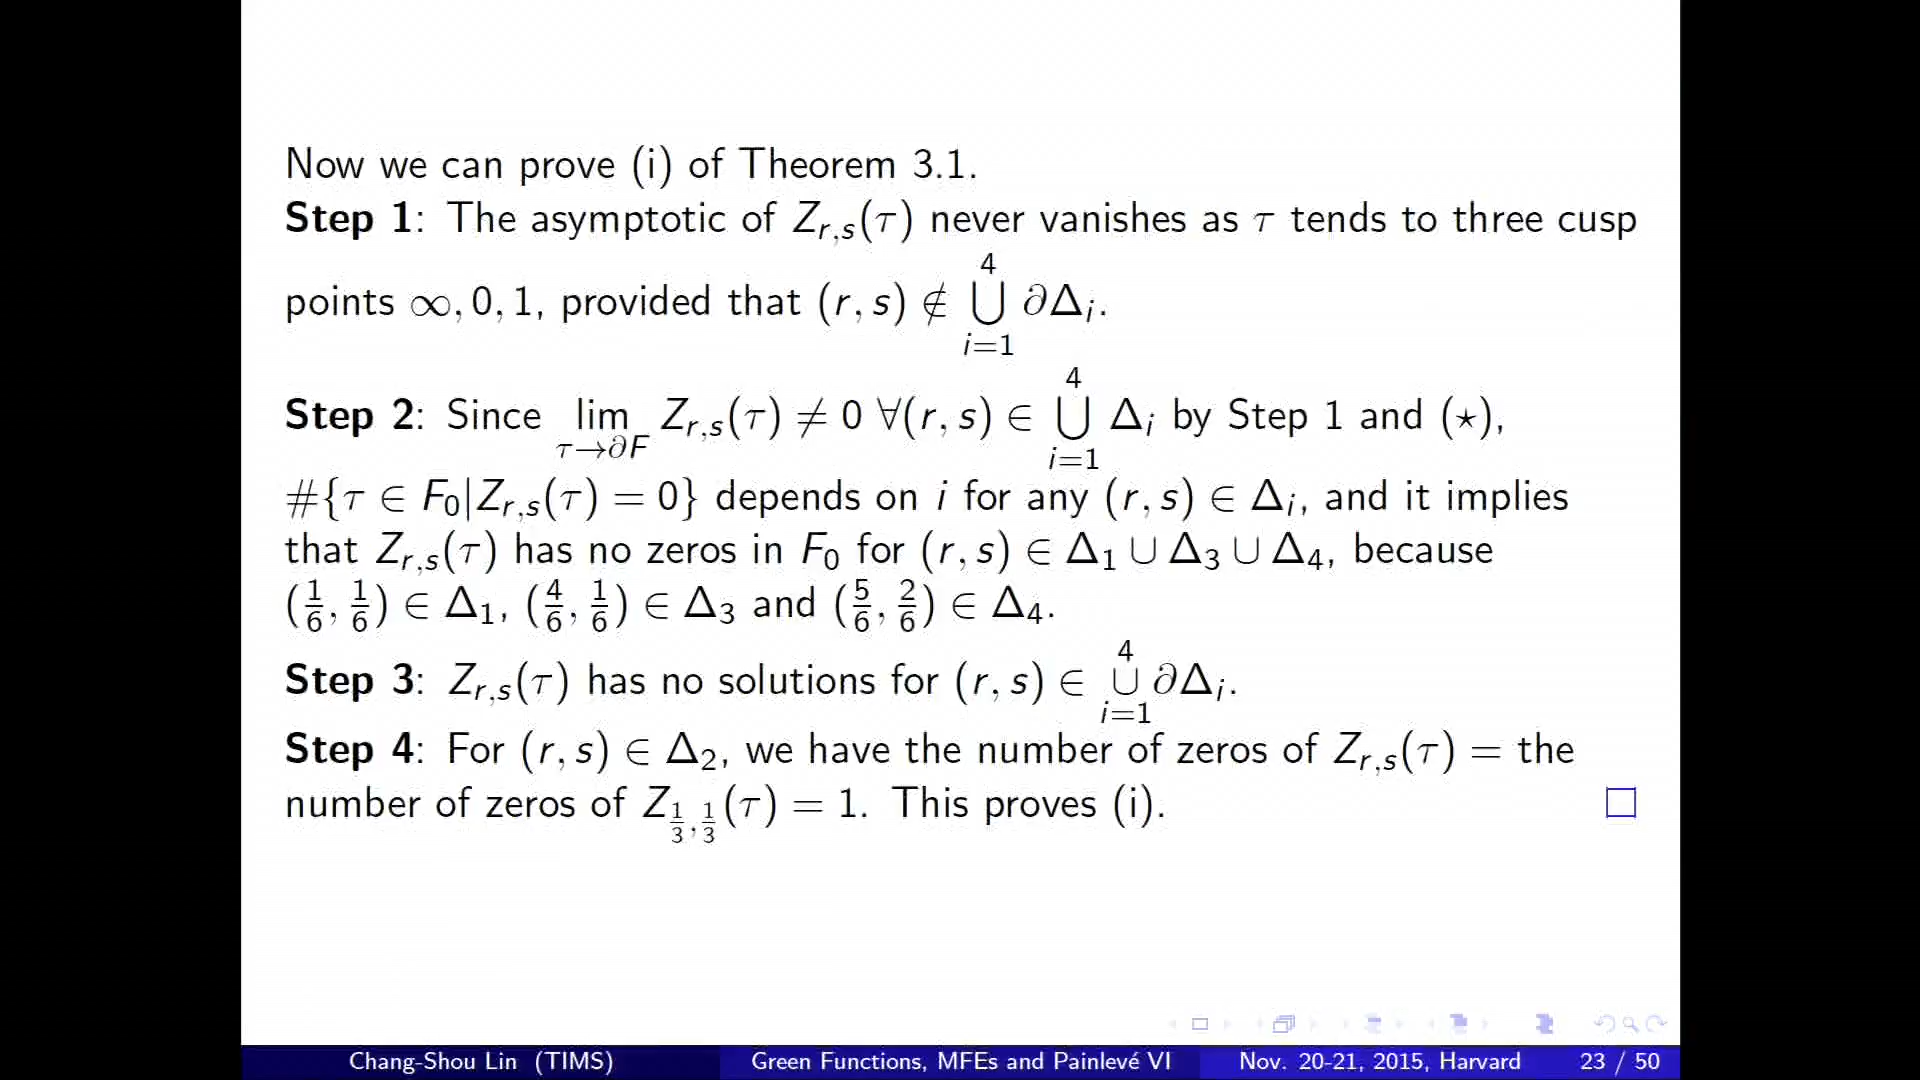 Now we can prove (i) of Theorem 3.1.
Step 1: The asymptotic of Z_{r,s}(τ) never vanishes as τ tends to three cusp
points ∞, 0, 1, provided that (r, s) ∉ ⋃_{i=1}^{4} ∂Δ_i.
Step 2: Since lim_{τ→∂F} Z_{r,s}(τ) ≠ 0 ∀(r, s) ∈ ⋃_{i=1}^{4} Δ_i by Step 1 and (⋆),
#{τ ∈ F_0|Z_{r,s}(τ) = 0} depends on i for any (r, s) ∈ Δ_i, and it implies
that Z_{r,s}(τ) has no zeros in F_0 for (r, s) ∈ Δ_1 ∪ Δ_3 ∪ Δ_4, because
(1/6, 1/6) ∈ Δ_1, (4/6, 1/6) ∈ Δ_3 and (5/6, 2/6) ∈ Δ_4.
Step 3: Z_{r,s}(τ) has no solutions for (r, s) ∈ ∪_{i=1}^{4} ∂Δ_i.
Step 4: For (r, s) ∈ Δ_2, we have the number of zeros of Z_{r,s}(τ) = the
number of zeros of Z_{1/3,1/3}(τ) = 1. This proves (i). □
Chang-Shou Lin (TIMS) Green Functions, MFEs and Painlevé VI Nov. 20-21, 2015, Harvard 23 / 50